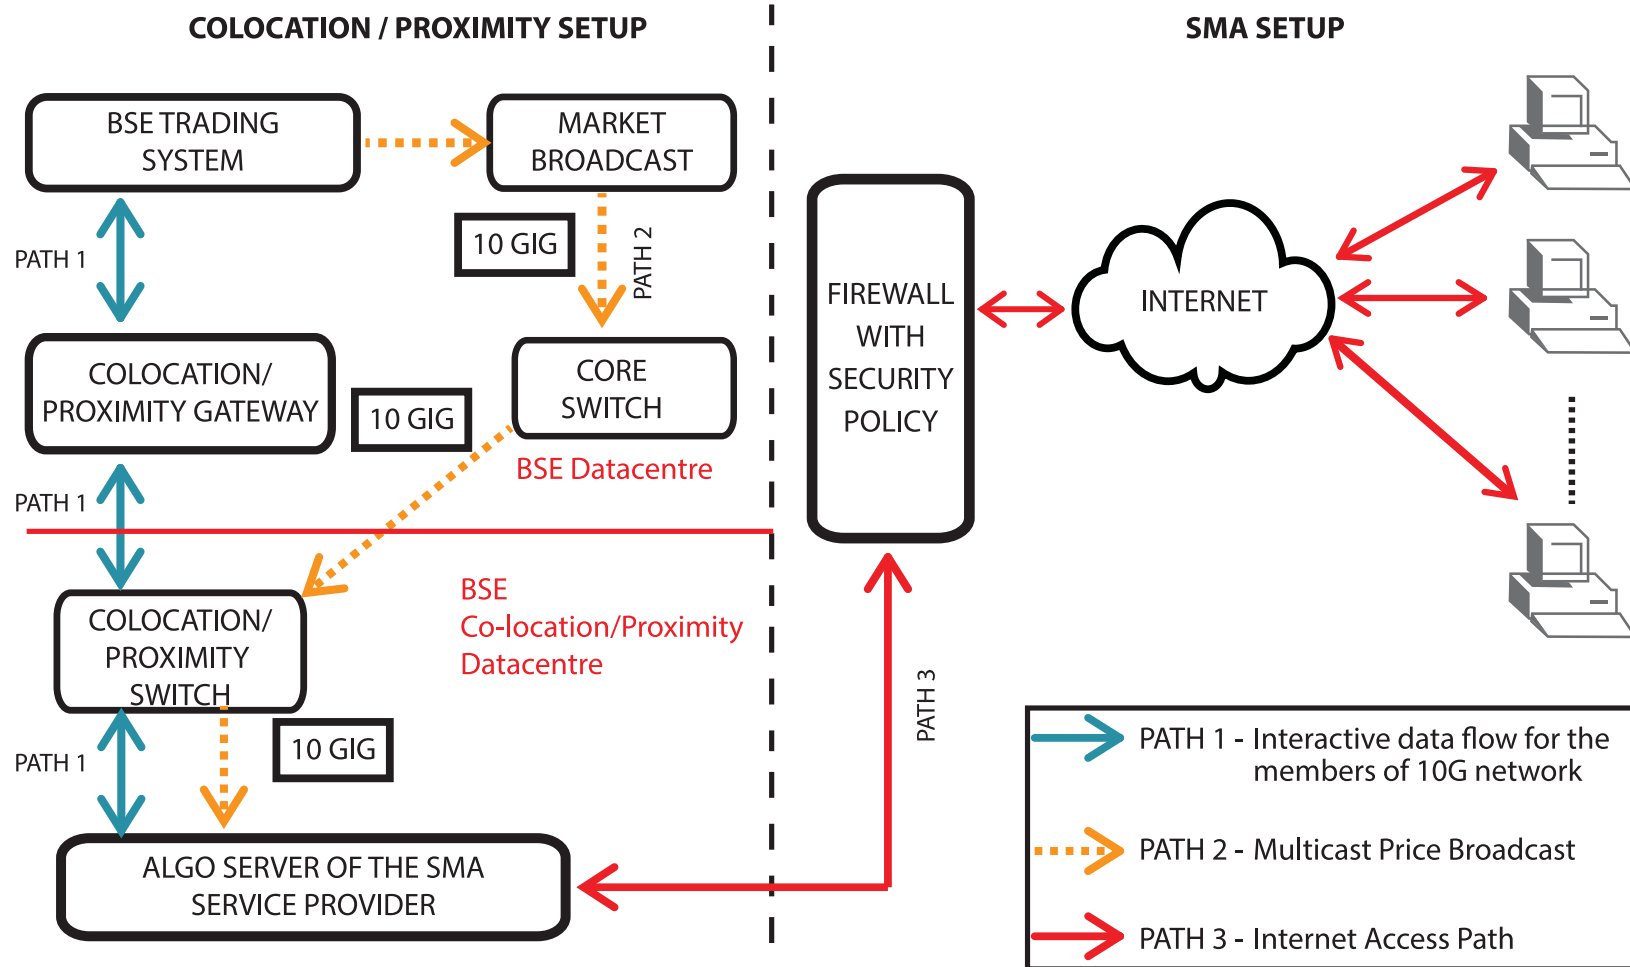 COLOCATION / PROXIMITY SETUP
SMA SETUP
BSE TRADING
SYSTEM
MARKET
BROADCAST
PATH 1
10 GIG
PATH 2
COLOCATION/
PROXIMITY GATEWAY
10 GIG
CORE
SWITCH
BSE Datacentre
PATH 1
COLOCATION/
PROXIMITY
SWITCH
BSE
Co-location/Proximity
Datacentre
PATH 1
10 GIG
ALGO SERVER OF THE SMA
SERVICE PROVIDER
FIREWALL
WITH
SECURITY
POLICY
INTERNET
PATH 3
PATH 1 - Interactive data flow for the
members of 10G network
PATH 2 - Multicast Price Broadcast
PATH 3 - Internet Access Path